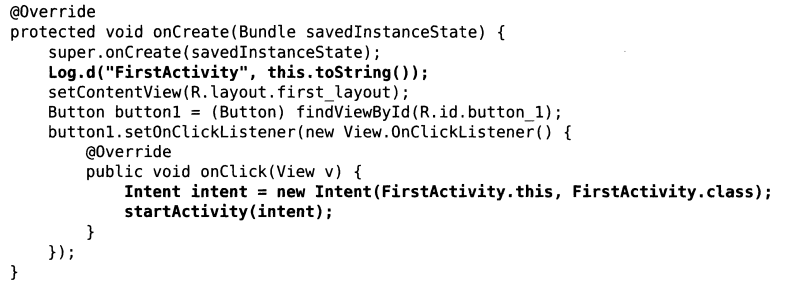 @Override
protected void onCreate(Bundle savedInstanceState) {
    super.onCreate(savedInstanceState);
    Log.d("FirstActivity", this.toString());
    setContentView(R.layout.first_layout);
    Button button1 = (Button) findViewById(R.id.button_1);
    button1.setOnClickListener(new View.OnClickListener() {
        @Override
        public void onClick(View v) {
            Intent intent = new Intent(FirstActivity.this, FirstActivity.class);
            startActivity(intent);
        }
    });
}